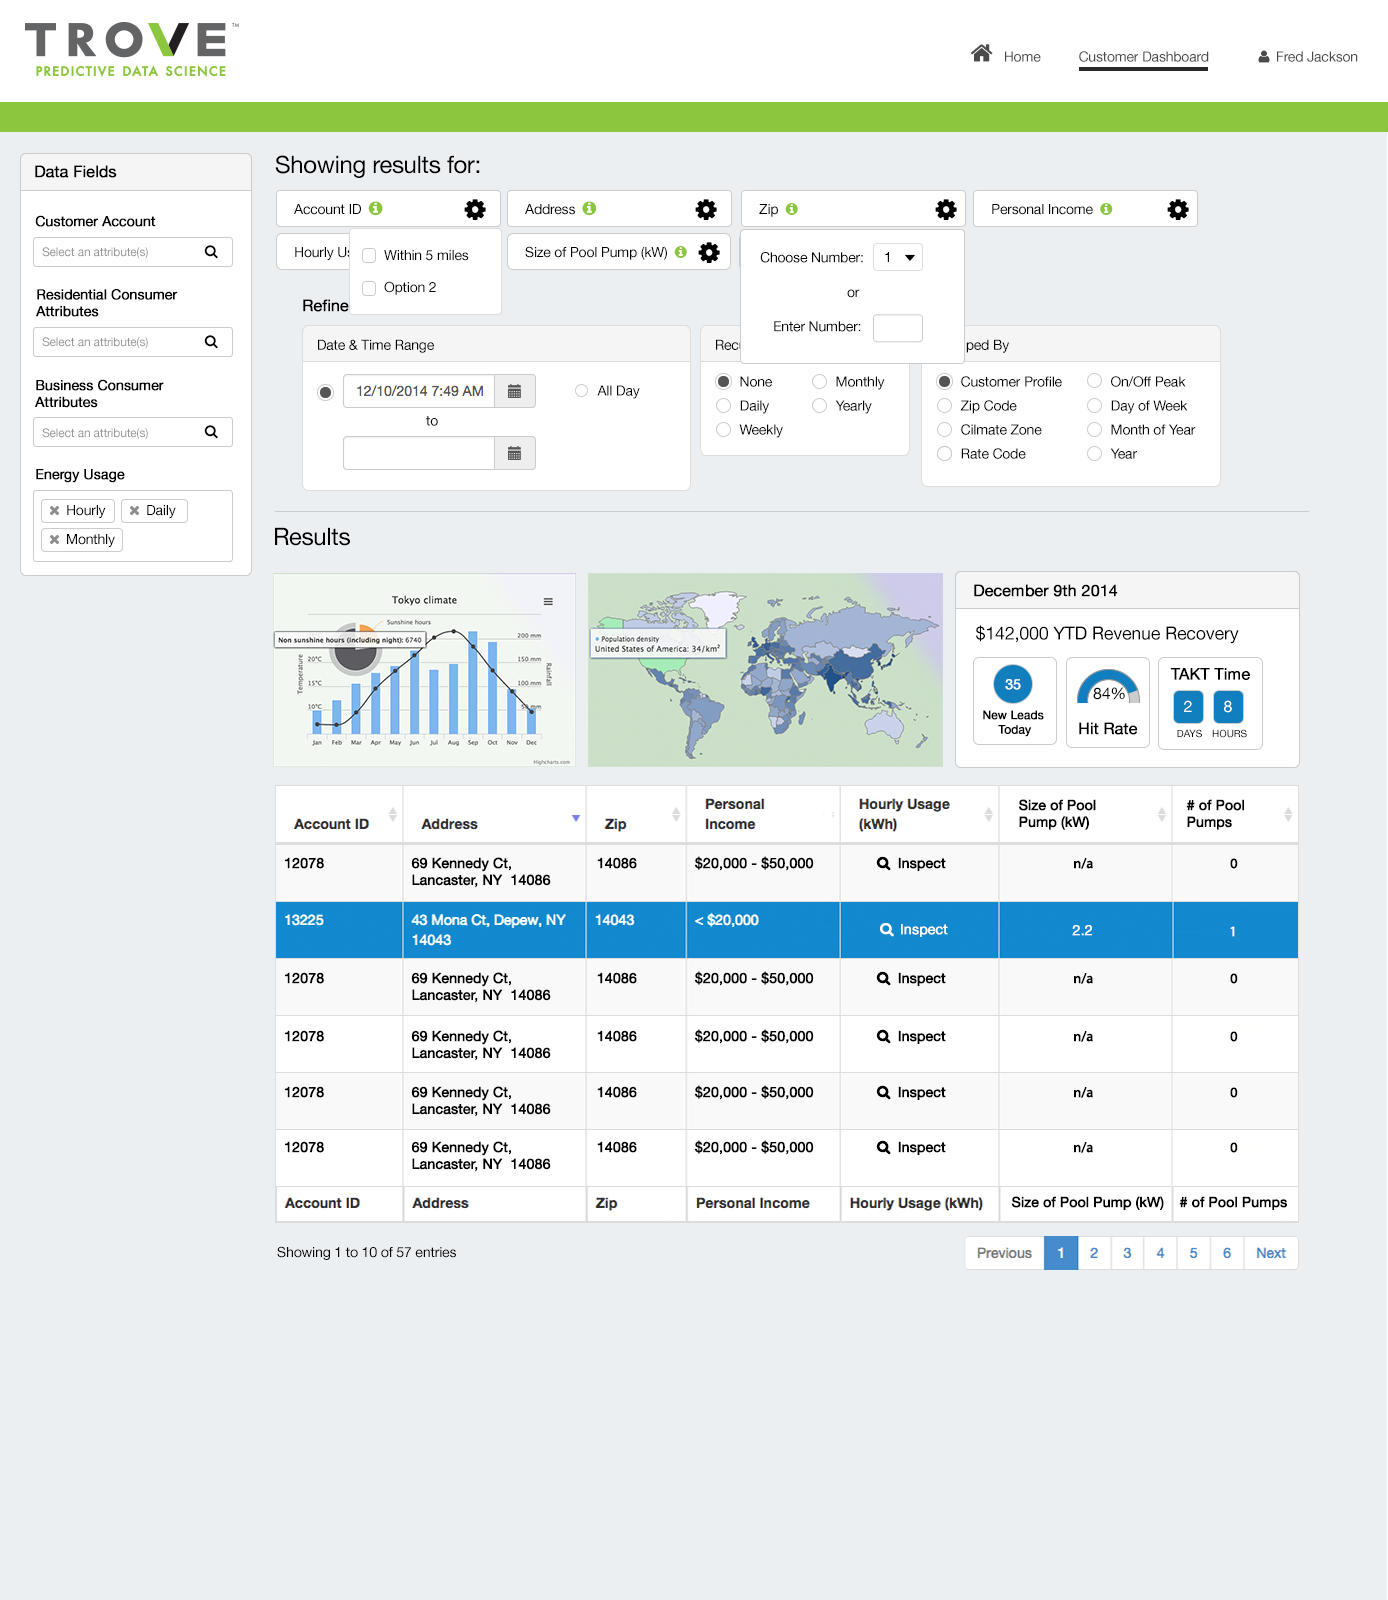 TROVE™
PREDICTIVE DATA SCIENCE
Home
Customer Dashboard
Fred Jackson
Data Fields
Customer Account
Select an attribute(s)
Residential Consumer
Attributes
Select an attribute(s)
Business Consumer
Attributes
Select an attribute(s)
Energy Usage
Hourly
Daily
Monthly
Showing results for:
Account ID
Address
Zip
Personal Income
Hourly Us
Size of Pool Pump (kW)
Within 5 miles
Option 2
Choose Number: 1
or
Enter Number:
Refine
Date & Time Range
12/10/2014 7:49 AM
All Day
to
Rec
None
Monthly
Daily
Yearly
Weekly
ped By
Customer Profile
On/Off Peak
Zip Code
Day of Week
Cilmate Zone
Month of Year
Rate Code
Year
Results
Tokyo climate
Sunshine hours
Non sunshine hours (including night): 6740
200 mm
20°C
150 mm
15°C
100 mm
10°C
50 mm
Temperature
Rainfall
Jan Feb Mar Apr May Jun Jul Aug Sep Oct Nov Dec
Highcharts.com
Population density
United States of America: 34/km²
December 9th 2014
$142,000 YTD Revenue Recovery
35
New Leads
Today
84%
Hit Rate
TAKT Time
2 8
DAYS HOURS
Account ID
Address
Zip
Personal
Income
Hourly Usage
(kWh)
Size of Pool
Pump (kW)
# of Pool
Pumps
12078 69 Kennedy Ct, 14086 $20,000 - $50,000 Inspect n/a 0
Lancaster, NY 14086
13225 43 Mona Ct, Depew, NY 14043 < $20,000 Inspect 2.2 1
14043
12078 69 Kennedy Ct, 14086 $20,000 - $50,000 Inspect n/a 0
Lancaster, NY 14086
12078 69 Kennedy Ct, 14086 $20,000 - $50,000 Inspect n/a 0
Lancaster, NY 14086
12078 69 Kennedy Ct, 14086 $20,000 - $50,000 Inspect n/a 0
Lancaster, NY 14086
12078 69 Kennedy Ct, 14086 $20,000 - $50,000 Inspect n/a 0
Lancaster, NY 14086
Account ID Address Zip Personal Income Hourly Usage (kWh) Size of Pool Pump (kW) # of Pool Pumps
Showing 1 to 10 of 57 entries
Previous 1 2 3 4 5 6 Next